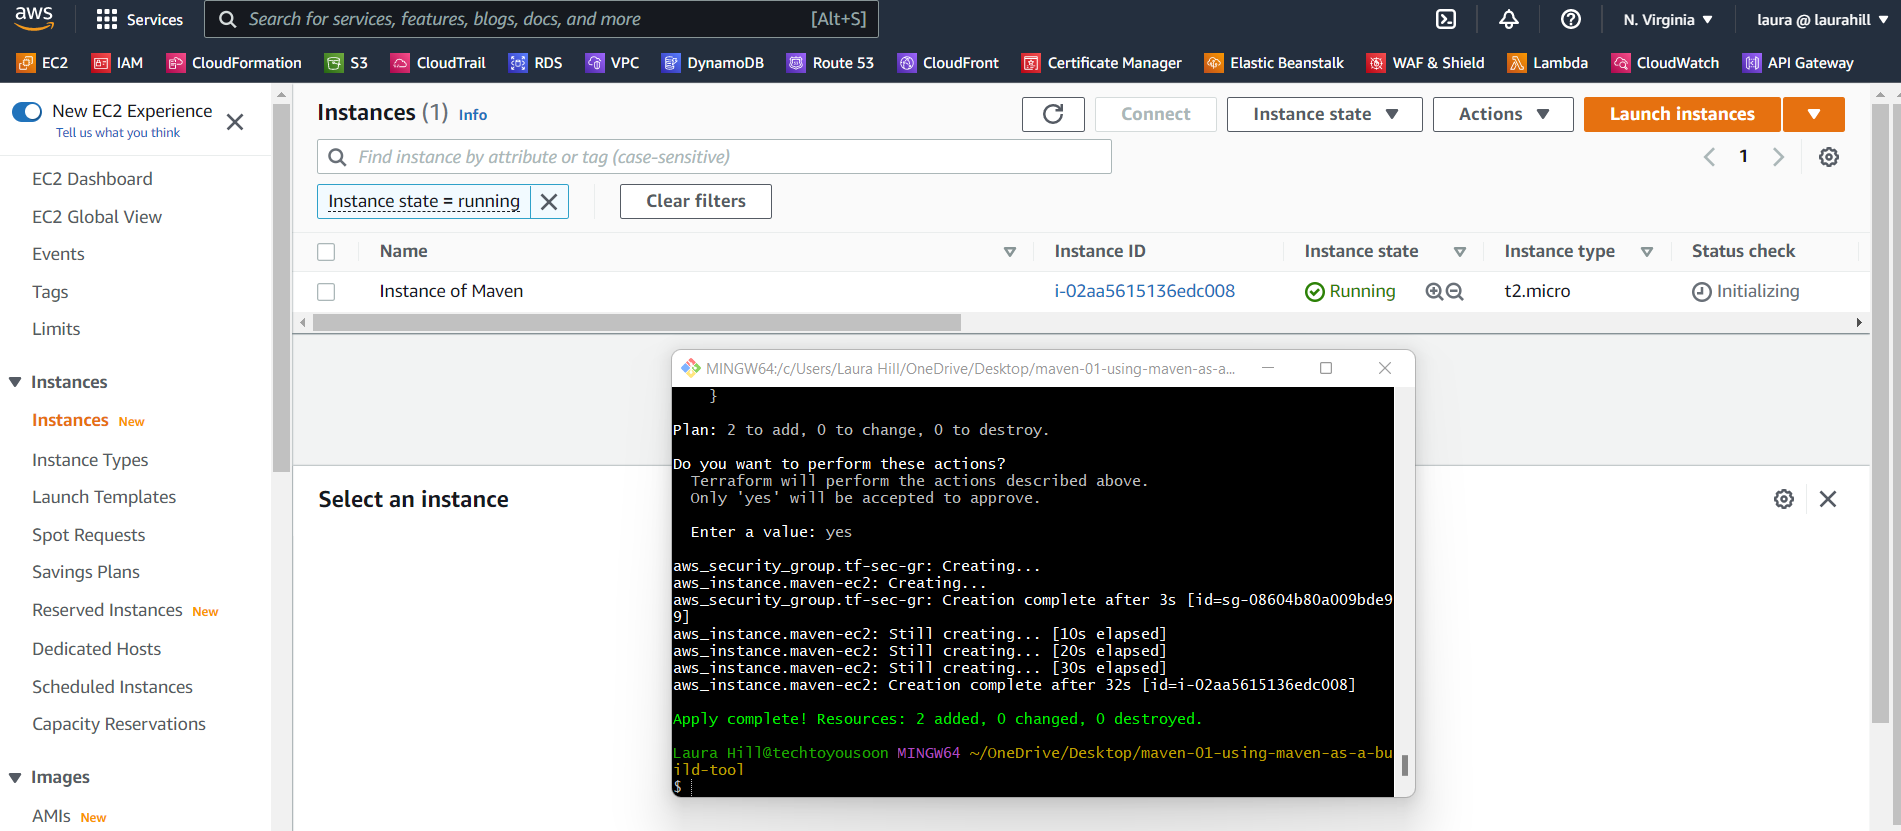 aws
Services
Search for services, features, blogs, docs, and more
[Alt+S]
N. Virginia ▼
laura @ laurahill ▼
EC2
IAM
CloudFormation
S3
CloudTrail
RDS
VPC
DynamoDB
Route 53
CloudFront
Certificate Manager
Elastic Beanstalk
WAF & Shield
Lambda
CloudWatch
API Gateway
New EC2 Experience
Tell us what you think
EC2 Dashboard
EC2 Global View
Events
Tags
Limits
Instances
Instances New
Instance Types
Launch Templates
Spot Requests
Savings Plans
Reserved Instances New
Dedicated Hosts
Scheduled Instances
Capacity Reservations
Images
AMIs New
Instances (1) Info
Connect
Instance state ▼
Actions ▼
Launch instances
Find instance by attribute or tag (case-sensitive)
1
Instance state = running
Clear filters
Name
Instance ID
Instance state
Instance type
Status check
Instance of Maven
i-02aa5615136edc008
Running
t2.micro
Initializing
Select an instance
MINGW64:/c/Users/Laura Hill/OneDrive/Desktop/maven-01-using-maven-as-a...
}
Plan: 2 to add, 0 to change, 0 to destroy.
Do you want to perform these actions?
Terraform will perform the actions described above.
Only 'yes' will be accepted to approve.
Enter a value: yes
aws_security_group.tf-sec-gr: Creating...
aws_instance.maven-ec2: Creating...
aws_security_group.tf-sec-gr: Creation complete after 3s [id=sg-08604b80a009bde9
9]
aws_instance.maven-ec2: Still creating... [10s elapsed]
aws_instance.maven-ec2: Still creating... [20s elapsed]
aws_instance.maven-ec2: Still creating... [30s elapsed]
aws_instance.maven-ec2: Creation complete after 32s [id=i-02aa5615136edc008]
Apply complete! Resources: 2 added, 0 changed, 0 destroyed.
Laura Hill@techtoyousoon MINGW64 ~/OneDrive/Desktop/maven-01-using-maven-as-a-bu
ild-tool
$